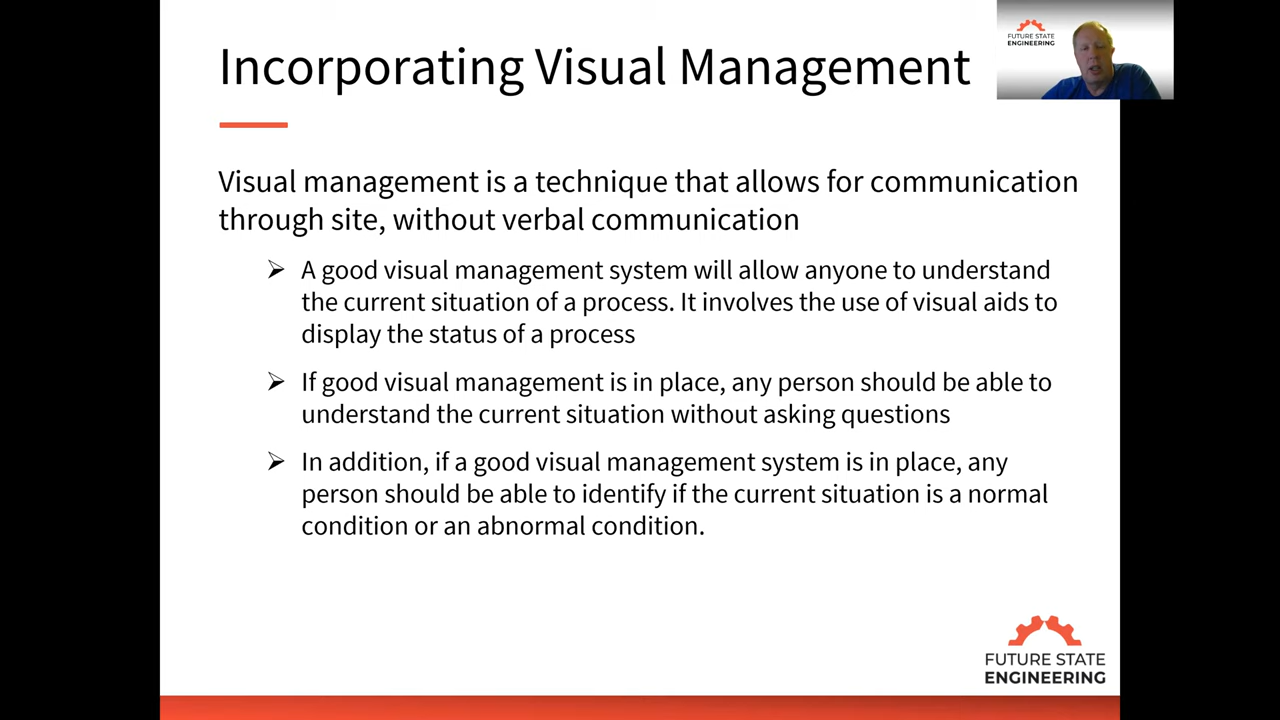 Incorporating Visual Management
FUTURE STATE
ENGINEERING
Visual management is a technique that allows for communication
through site, without verbal communication
A good visual management system will allow anyone to understand
the current situation of a process. It involves the use of visual aids to
display the status of a process
If good visual management is in place, any person should be able to
understand the current situation without asking questions
In addition, if a good visual management system is in place, any
person should be able to identify if the current situation is a normal
condition or an abnormal condition.
FUTURE STATE
ENGINEERING